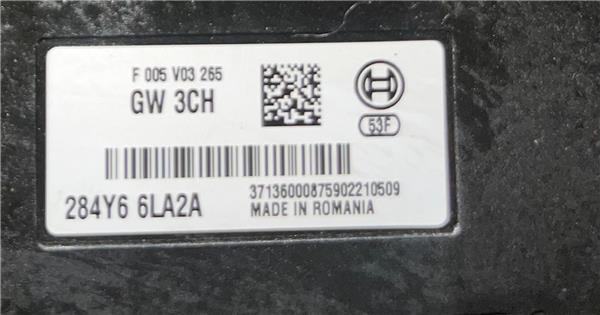 F 005 V03 265
GW 3CH
53F
284Y6 6LA2A
37136000875902210509
MADE IN ROMANIA